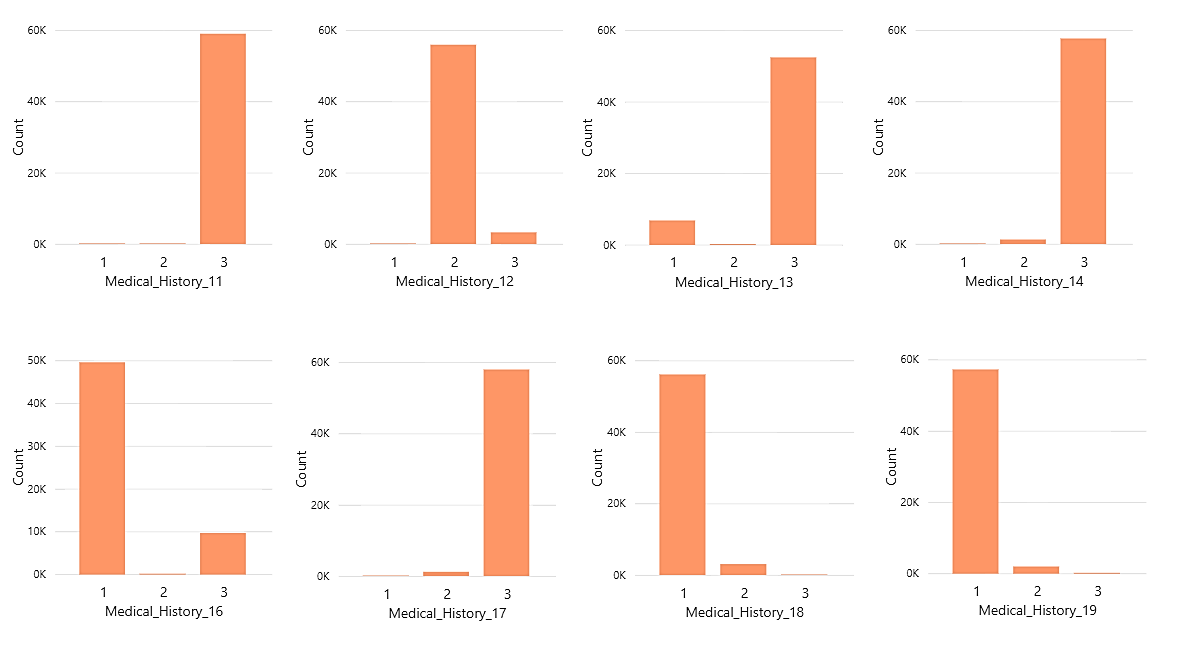 60K
40K
Count
20K
0K
1 2 3
Medical_History_11
60K
40K
Count
20K
0K
1 2 3
Medical_History_12
60K
40K
Count
20K
0K
1 2 3
Medical_History_13
60K
40K
Count
20K
0K
1 2 3
Medical_History_14
50K
40K
30K
Count
20K
10K
0K
1 2 3
Medical_History_16
60K
40K
Count
20K
0K
1 2 3
Medical_History_17
60K
40K
Count
20K
0K
1 2 3
Medical_History_18
60K
40K
Count
20K
0K
1 2 3
Medical_History_19